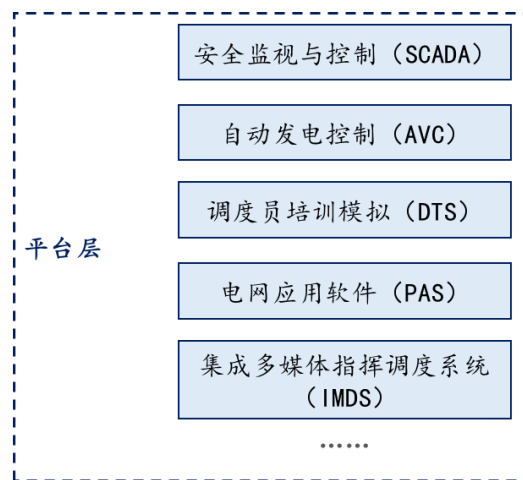 安全监视与控制（SCADA）
自动发电控制（AVC）
调度员培训模拟（DTS）
平台层
电网应用软件（PAS）
集成多媒体指挥调度系统
（IMDS）
……